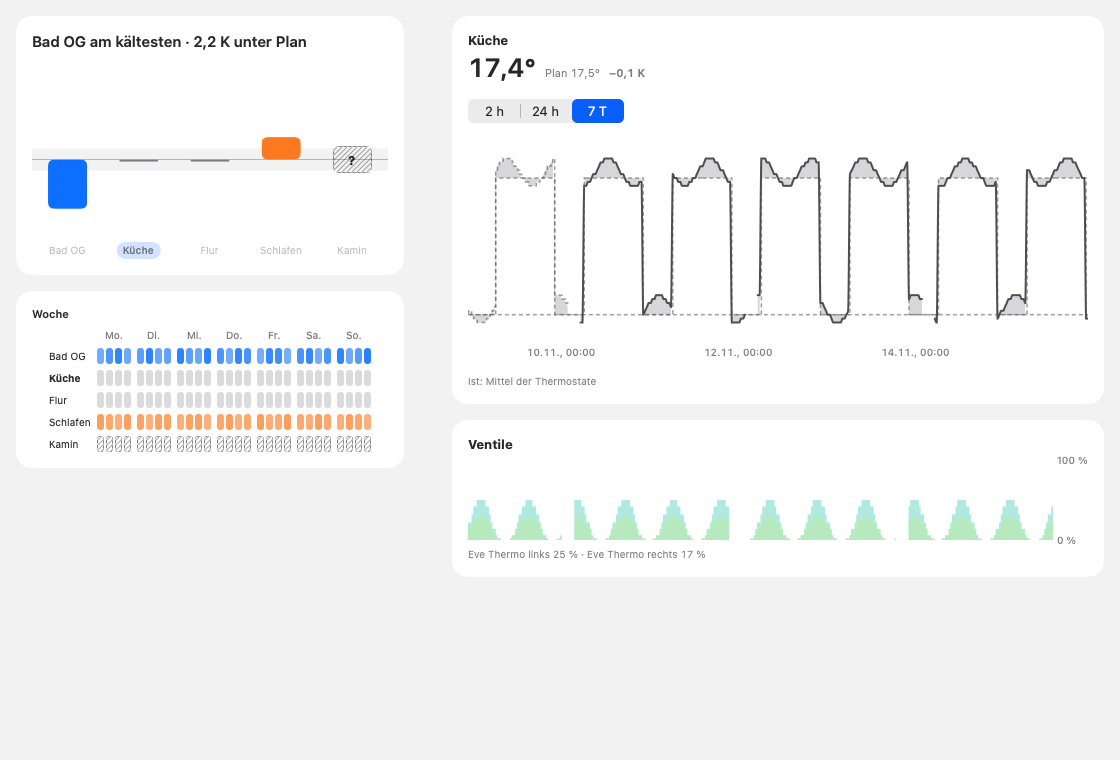 Bad OG am kältesten · 2,2 K unter Plan
?
Bad OG Küche Flur Schlafen Kamin
Woche
Mo. Di. Mi. Do. Fr. Sa. So.
Bad OG
Küche
Flur
Schlafen
Kamin
Küche
17,4° Plan 17,5° −0,1 K
2 h 24 h 7 T
10.11., 00:00 12.11., 00:00 14.11., 00:00
Ist: Mittel der Thermostate
Ventile
100 %
0 %
Eve Thermo links 25 % · Eve Thermo rechts 17 %